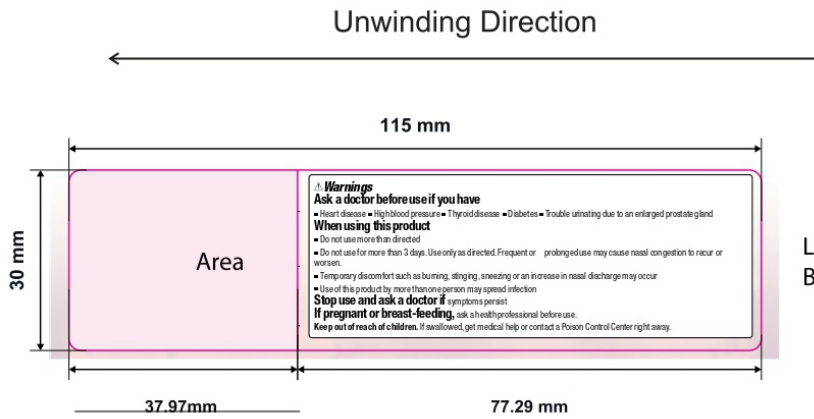 Unwinding Direction
115 mm
30 mm
Area
⚠Warnings
Ask a doctor before use if you have
▪ Heart disease ▪ High blood pressure ▪ Thyroid disease ▪ Diabetes ▪ Trouble urinating due to an enlarged prostate gland
When using this product
▪ Do not use more than directed
▪ Do not use for more than 3 days. Use only as directed. Frequent or prolonged use may cause nasal congestion to recur or
worsen.
▪ Temporary discomfort such as burning, stinging, sneezing or an increase in nasal discharge may occur
▪ Use of this product by more than one person may spread infection
Stop use and ask a doctor if symptoms persist
If pregnant or breast-feeding, ask a health professional before use.
Keep out of reach of children. If swallowed, get medical help or contact a Poison Control Center right away.
L
B
37.97mm
77.29 mm